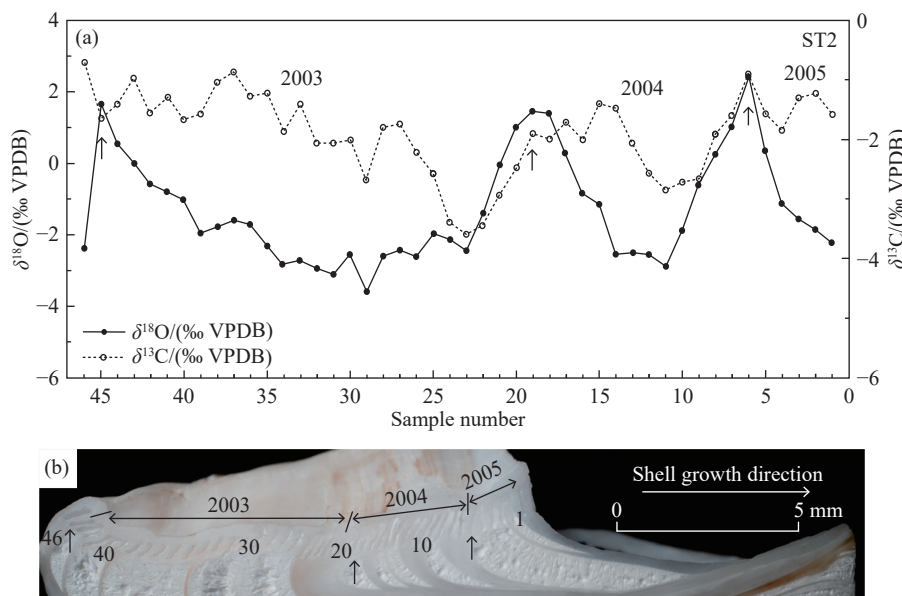 (a)
ST2
2003
2004
2005
4
2
0
−2
−4
−6
δ¹⁸O/(‰ VPDB)
0
−2
−4
−6
δ¹³C/(‰ VPDB)
δ¹⁸O/(‰ VPDB)
δ¹³C/(‰ VPDB)
45 40 35 30 25 20 15 10 5 0
Sample number
(b)
2003
2004
2005
Shell growth direction
0 5 mm
46 40 30 20 10 1